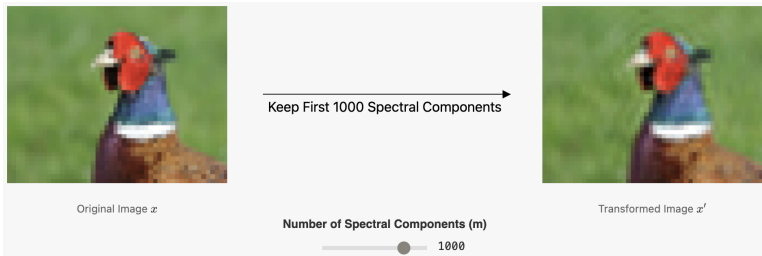 Keep First 1000 Spectral Components
Original Image x
Transformed Image x′
Number of Spectral Components (m)
1000